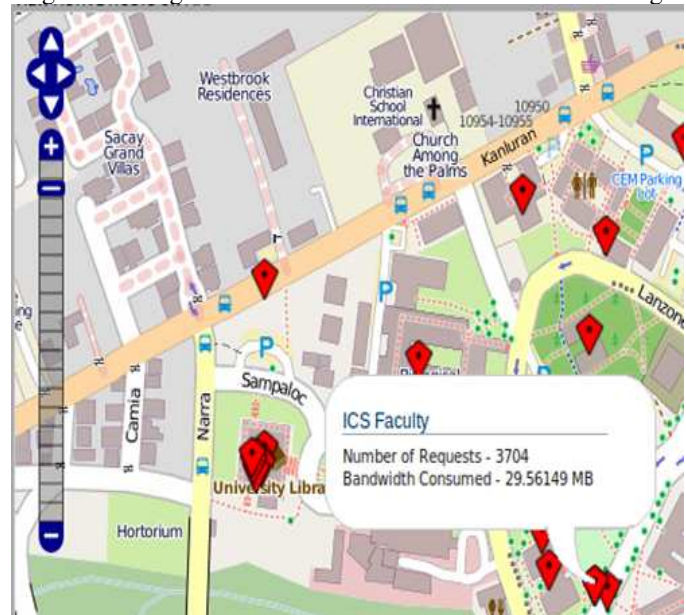 Westbrook
Residences
Christian
School
International
10950
10954-10955
Kanluran
Church
Among
the Palms
Sacay
Grand
Villas
P
CEM Parking
Lot
P
Lanzone
P
P
Sampaloc
Camia
Narra
ICS Faculty
Number of Requests - 3704
Bandwidth Consumed - 29.56149 MB
University Libra
Hortorium